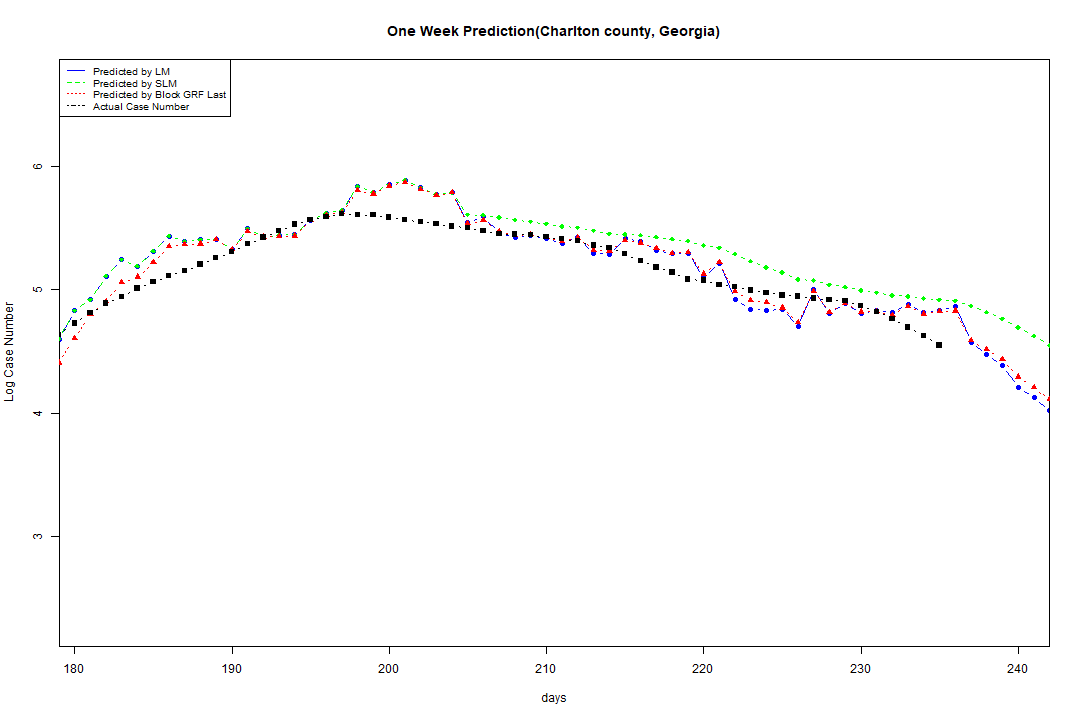 One Week Prediction(Charlton county, Georgia)
Predicted by LM
Predicted by SLM
Predicted by Block GRF Last
Actual Case Number
Log Case Number
6
5
4
3
180 190 200 210 220 230 240
days